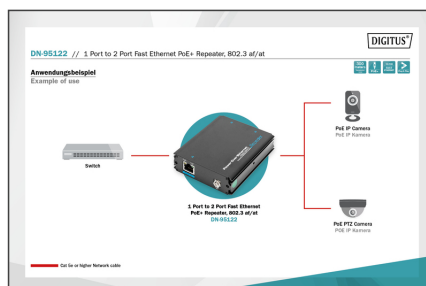 DIGITUS®
DN-95122 // 1 Port to 2 Port Fast Ethernet PoE+ Repeater, 802.3 af/at
Anwendungsbeispiel
Example of use
PoE IP Camera
PoE IP Kamera
Switch
1 Port to 2 Port Fast Ethernet
PoE+ Repeater, 802.3 af/at
DN-95122
PoE PTZ Camera
POE IP Kamera
Cat 5e or higher Network cable